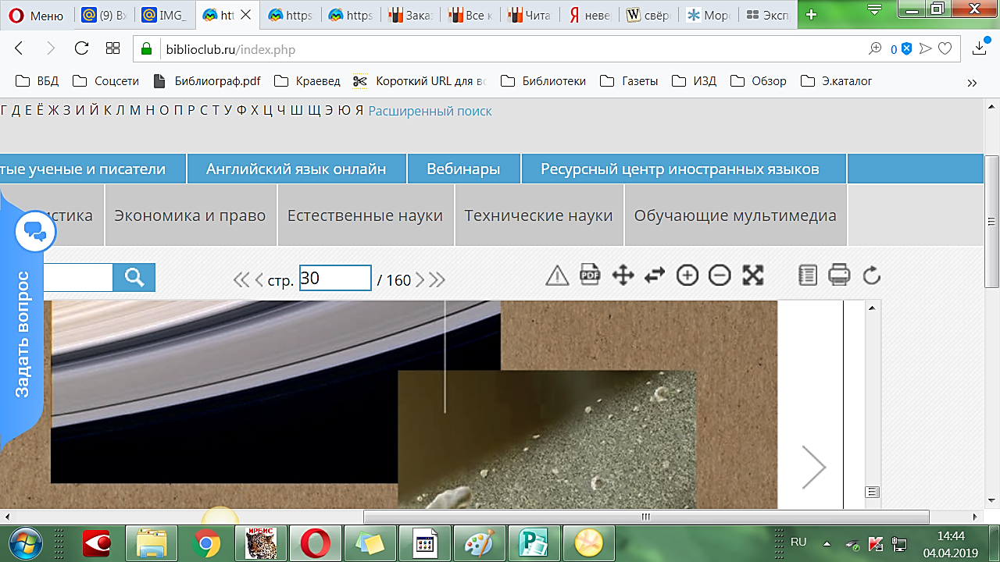 Меню
(9) Вх
IMG_
htt
https
https
Зака
Все к
Чита
неве
свёр
Морс
Эксп
biblioclub.ru/index.php
0
ВБД Соцсети Библиограф.pdf Краевед Короткий URL для вс Библиотеки Газеты ИЗД Обзор Э.каталог
Г Д Е Ё Ж З И Й К Л М Н О П Р С Т У Ф Х Ц Ч Ш Щ Э Ю Я Расширенный поиск
тые ученые и писатели Английский язык онлайн Вебинары Ресурсный центр иностранных языков
истика Экономика и право Естественные науки Технические науки Обучающие мультимедиа
стр. 30 / 160
PDF
Задать вопрос
ИРБИС
RU
14:44
04.04.2019